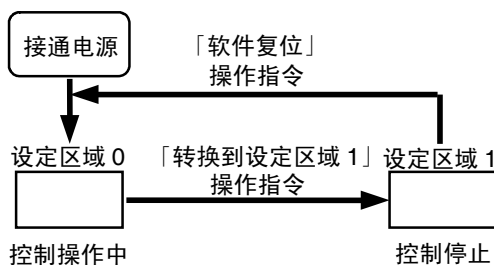 接通电源
「软件复位」
操作指令
设定区域 0
「转换到设定区域 1」
操作指令
设定区域 1
控制操作中
控制停止